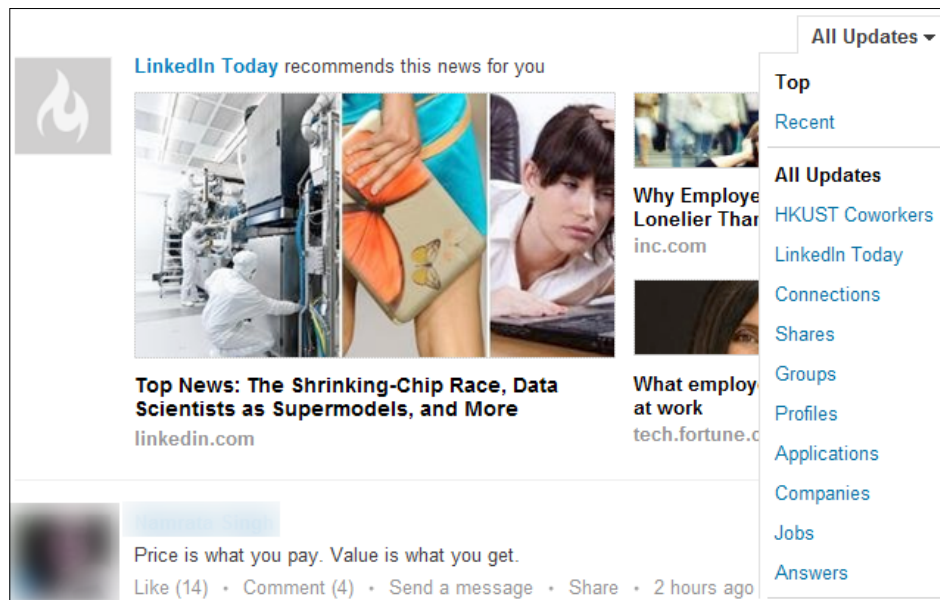 All Updates
LinkedIn Today recommends this news for you
Top News: The Shrinking-Chip Race, Data
Scientists as Supermodels, and More
linkedin.com
Why Employe
Lonelier Than
inc.com
What employ
at work
tech.fortune.c
Price is what you pay. Value is what you get.
Like (14) • Comment (4) • Send a message • Share • 2 hours ago
Top
Recent
All Updates
HKUST Coworkers
LinkedIn Today
Connections
Shares
Groups
Profiles
Applications
Companies
Jobs
Answers